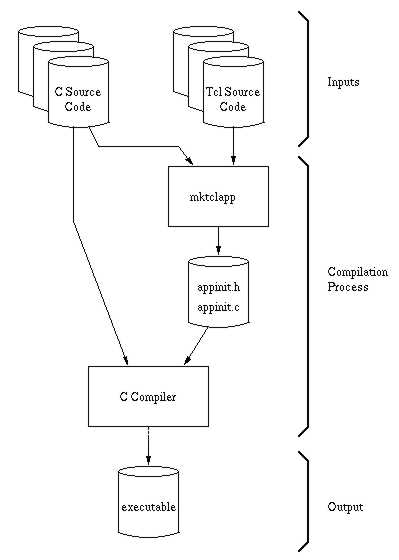 C Source
Code
Tcl Source
Code
Inputs
mktclapp
appinit.h
appinit.c
Compilation
Process
C Compiler
executable
Output